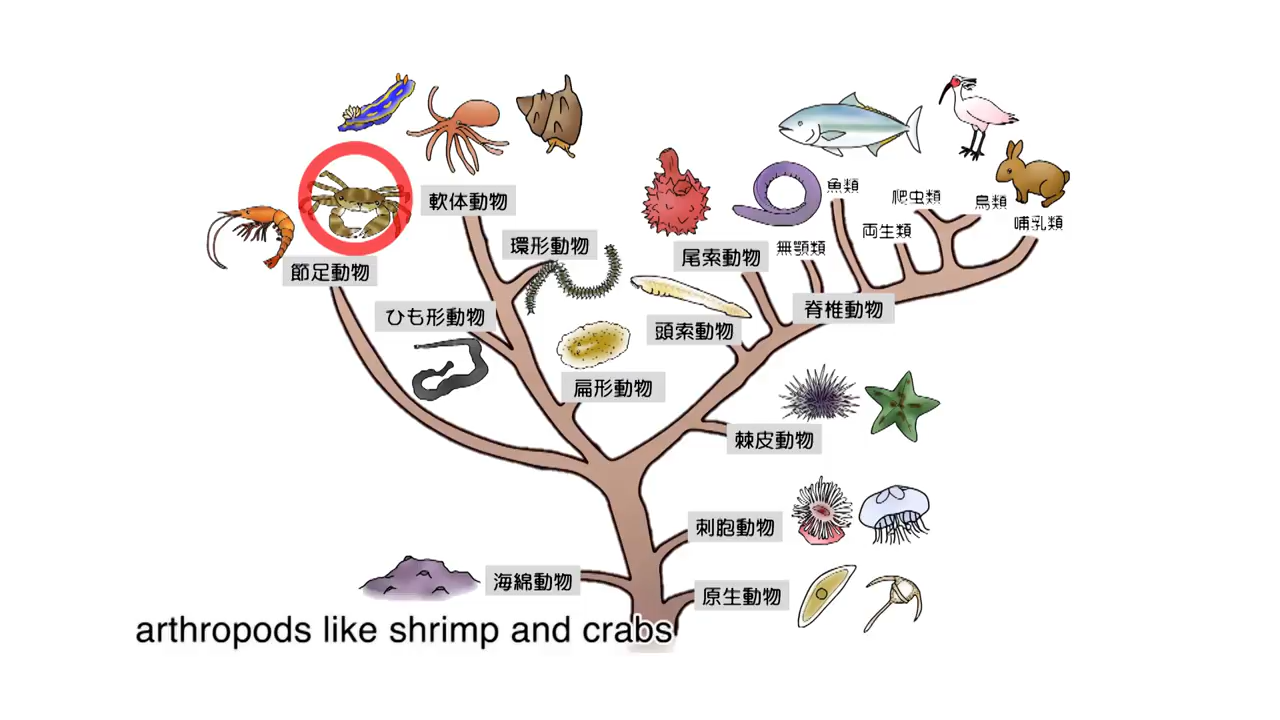 軟体動物
節足動物
環形動物
ひも形動物
扁形動物
尾索動物
頭索動物
無顎類
魚類
両生類
爬虫類
鳥類
哺乳類
脊椎動物
棘皮動物
刺胞動物
海綿動物
原生動物
arthropods like shrimp and crabs